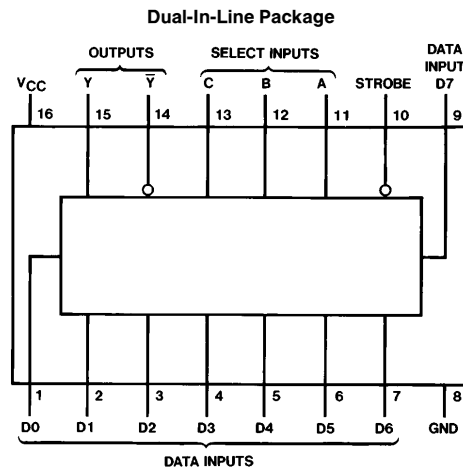 Dual-In-Line Package
OUTPUTS SELECT INPUTS DATA
INPUT
VCC Y Y̅ C B A STROBE D7
16 15 14 13 12 11 10 9
1 2 3 4 5 6 7 8
D0 D1 D2 D3 D4 D5 D6 GND
DATA INPUTS